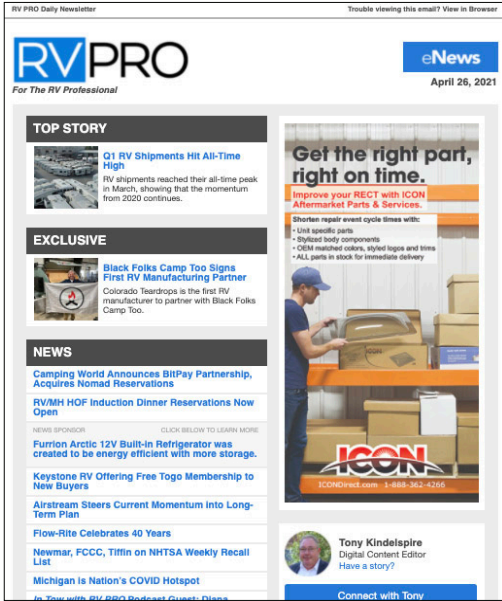 RV PRO Daily Newsletter
Trouble viewing this email? View in Browser
RVPRO
For The RV Professional
eNews
April 26, 2021
TOP STORY
Q1 RV Shipments Hit All-Time
High
RV shipments reached their all-time peak
in March, showing that the momentum
from 2020 continues.
EXCLUSIVE
Black Folks Camp Too Signs
First RV Manufacturing Partner
Colorado Teardrops is the first RV
manufacturer to partner with Black Folks
Camp Too.
NEWS
Camping World Announces BitPay Partnership,
Acquires Nomad Reservations
RV/MH HOF Induction Dinner Reservations Now
Open
NEWS SPONSOR
CLICK BELOW TO LEARN MORE
Furrion Arctic 12V Built-in Refrigerator was
created to be energy efficient with more storage.
Keystone RV Offering Free Togo Membership to
New Buyers
Airstream Steers Current Momentum into Long-
Term Plan
Flow-Rite Celebrates 40 Years
Newmar, FCCC, Tiffin on NHTSA Weekly Recall
List
Michigan is Nation's COVID Hotspot
In Tow with RV PRO Podcast Guest: Diana
Get the right part,
right on time.
Improve your RECT with ICON
Aftermarket Parts & Services.
Shorten repair event cycle times with:
• Unit specific parts
• Stylized body components
• OEM matched colors, styled logos and trims
• ALL parts in stock for immediate delivery
ICON
ICON
ICONDirect.com 1-888-362-4266
Tony Kindelspire
Digital Content Editor
Have a story?
Connect with Tony